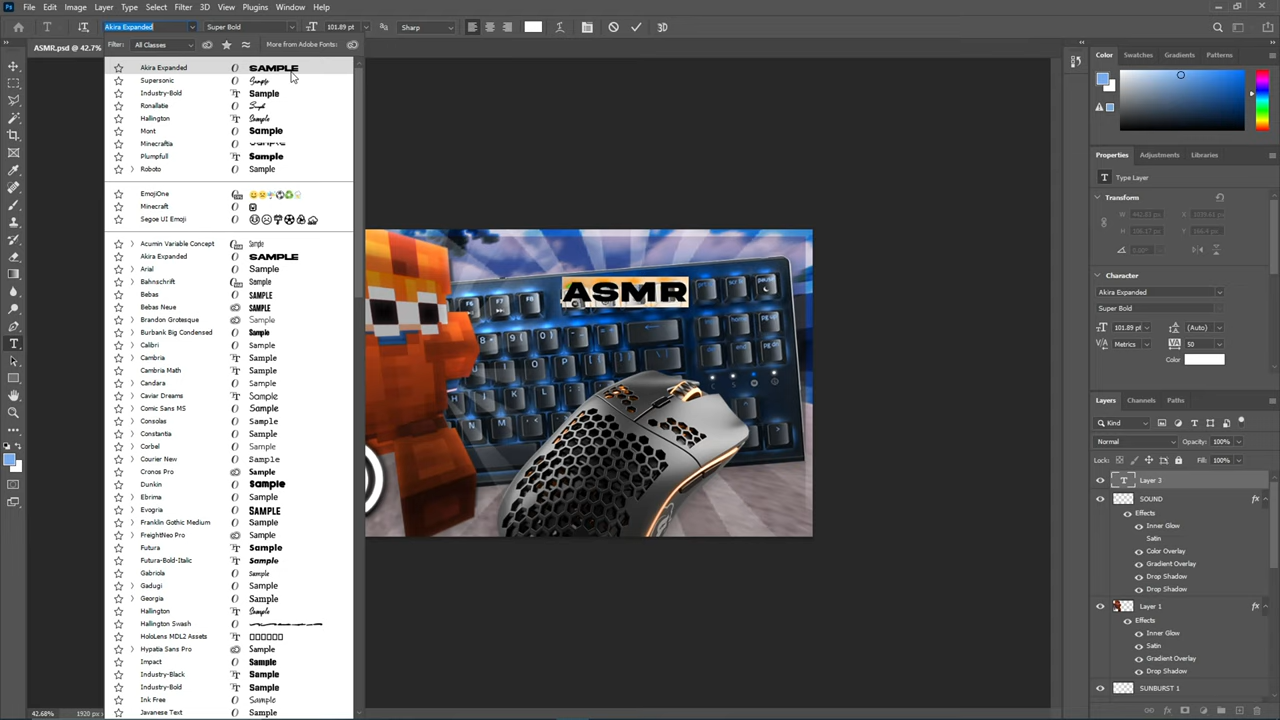 Ps File Edit Image Layer Type Select Filter 3D View Plugins Window Help
Akira Expanded Super Bold 101.89 pt Sharp 3D
ASMR.psd @ 42.7%
Filter: All Classes More from Adobe Fonts:
Akira Expanded SAMPLE
Supersonic Sample
Industry-Bold Sample
Ronallatie
Hallington Sample
Mont Sample
Minecraftia Sample
Plumpfull Sample
Roboto Sample
EmojiOne
Minecraft
Segoe UI Emoji
Acumin Variable Concept Sample
Akira Expanded SAMPLE
Arial Sample
Bahnschrift Sample
Bebas SAMPLE
Bebas Neue SAMPLE
Brandon Grotesque Sample
Burbank Big Condensed Sample
Calibri Sample
Cambria Sample
Cambria Math Sample
Candara Sample
Caviar Dreams Sample
Comic Sans MS Sample
Consolas Sample
Constantia Sample
Corbel Sample
Courier New Sample
Cronos Pro Sample
Dunkin Sample
Ebrima Sample
Evogria SAMPLE
Franklin Gothic Medium Sample
FreightNeo Pro Sample
Futura Sample
Futura-Bold-Italic Sample
Gabriola Sample
Gadugi Sample
Georgia Sample
Hallington Sample
Hallington Swash
HoloLens MDL2 Assets
Hypatia Sans Pro Sample
Impact Sample
Industry-Black Sample
Industry-Bold Sample
Ink Free Sample
Javanese Text Sample
ASMR
42.68% 1920 px
Color Swatches Gradients Patterns
Properties Adjustments Libraries
T Type Layer
Transform
Character
Akira Expanded
Super Bold
101.89 pt (Auto)
Metrics 50
Color
Layers Channels Paths
Kind
Normal Opacity: 100%
Lock: Fill: 100%
T Layer 3
SOUND fx
Effects
Inner Glow
Satin
Color Overlay
Gradient Overlay
Drop Shadow
Drop Shadow
Layer 1 fx
Effects
Inner Glow
Satin
Gradient Overlay
Drop Shadow
SUNBURST 1